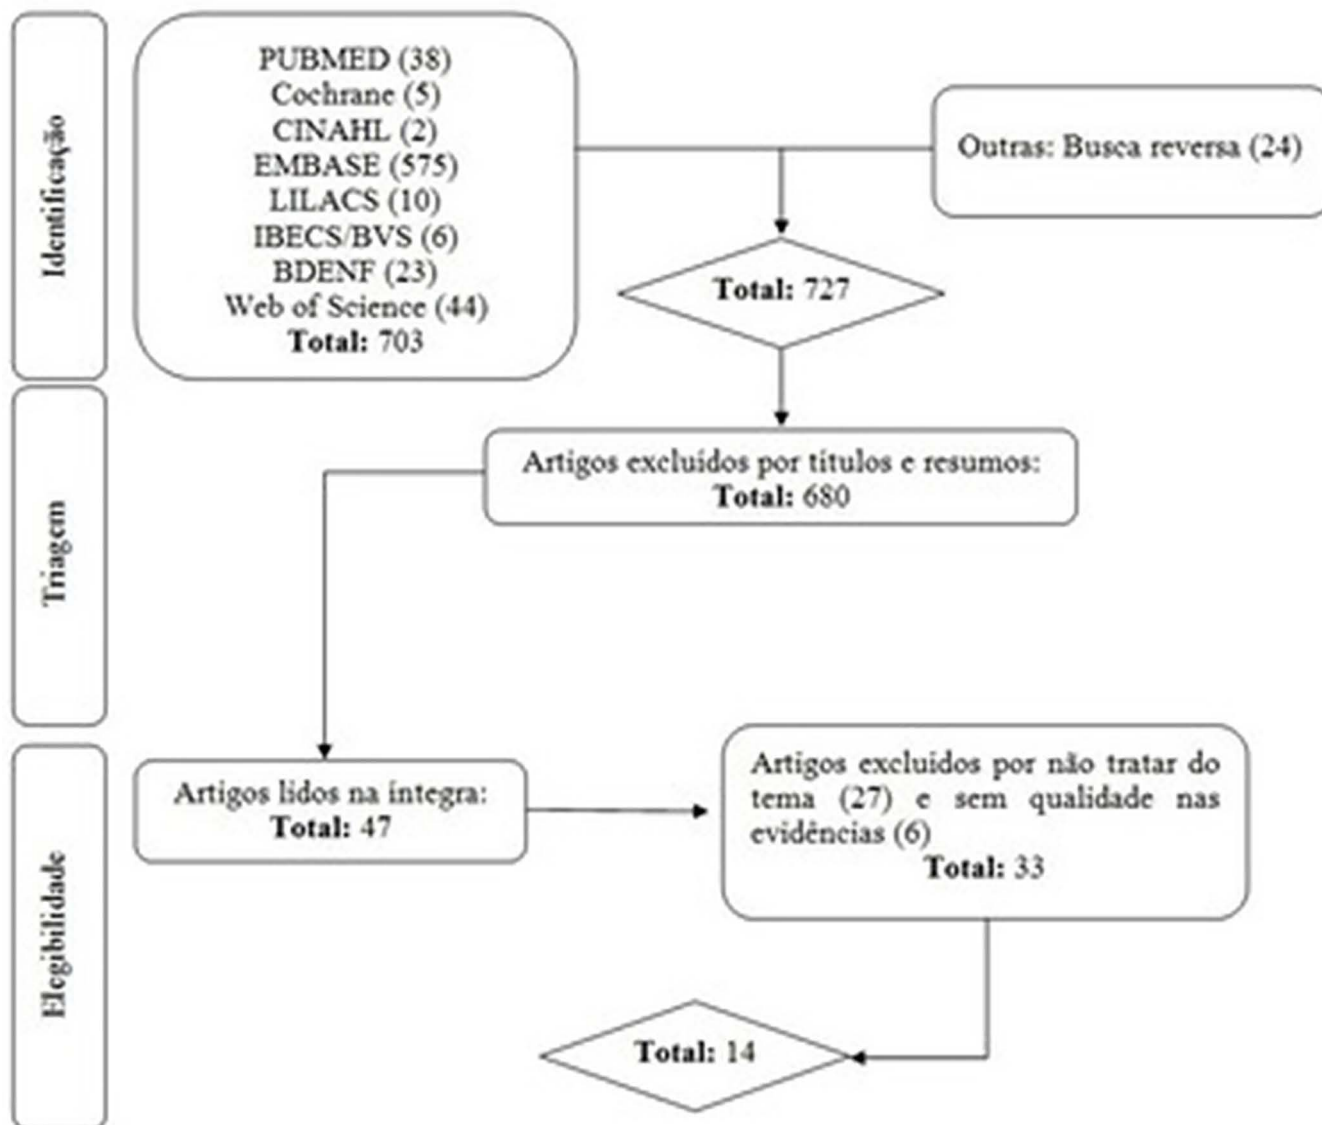 Identificação
PUBMED (38)
Cochrane (5)
CINAHL (2)
EMBASE (575)
LILACS (10)
IBECS/BVS (6)
BDENF (23)
Web of Science (44)
Total: 703
Outras: Busca reversa (24)
Total: 727
Triagem
Artigos excluídos por títulos e resumos:
Total: 680
Elegibilidade
Artigos lidos na íntegra:
Total: 47
Artigos excluídos por não tratar do
tema (27) e sem qualidade nas
evidências (6)
Total: 33
Total: 14